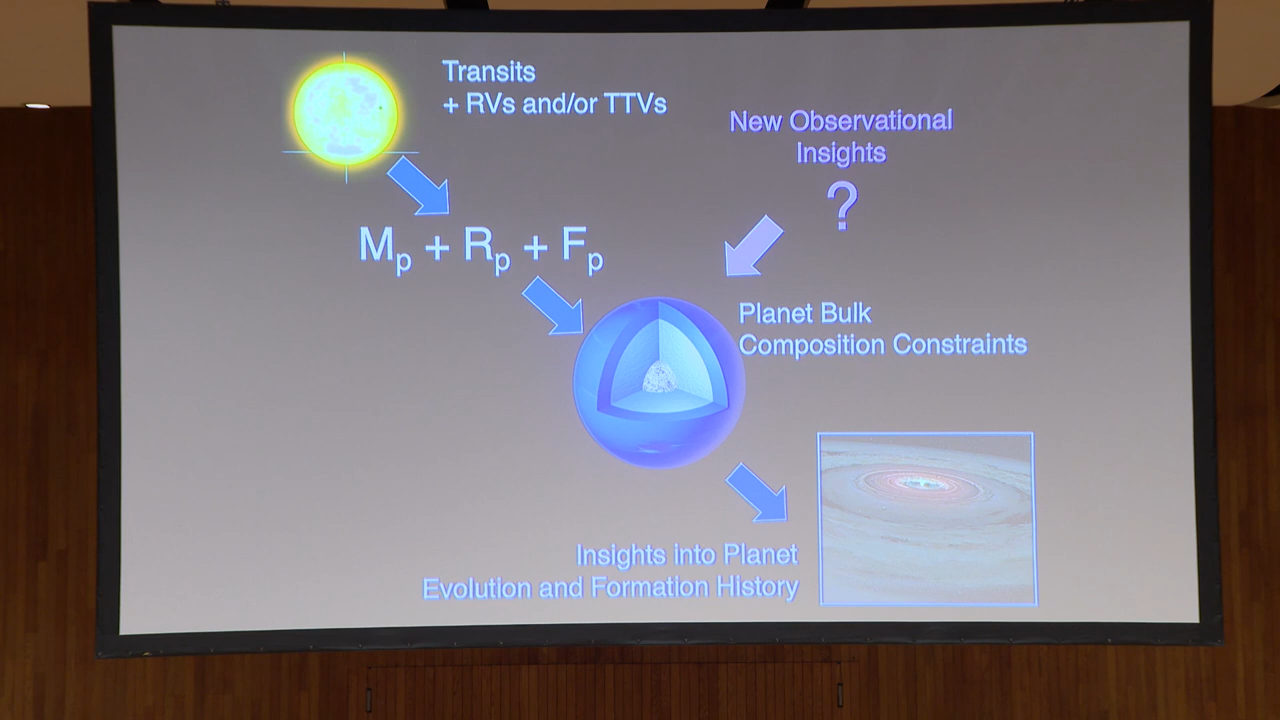 Transits
+ RVs and/or TTVs
New Observational
Insights
?
Mp + Rp + Fp
Planet Bulk
Composition Constraints
Insights into Planet
Evolution and Formation History